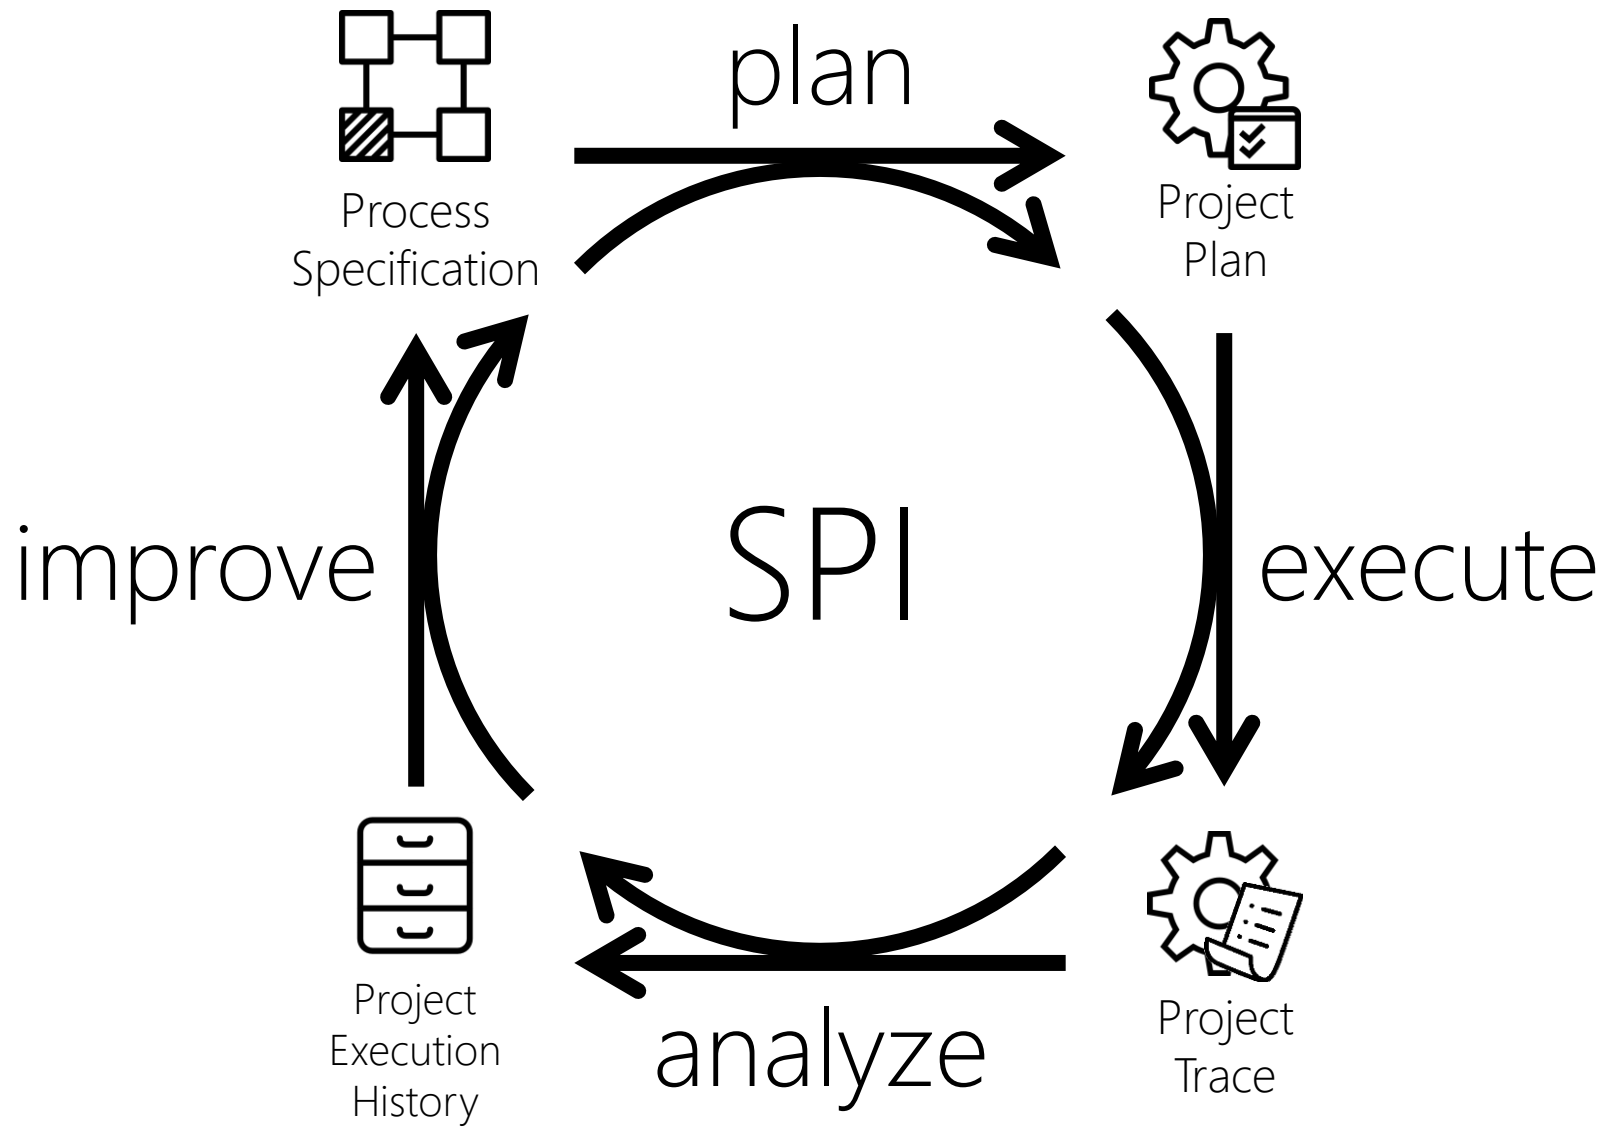 plan
Process
Specification
Project
Plan
improve
SPI
execute
Project
Execution
History
analyze
Project
Trace